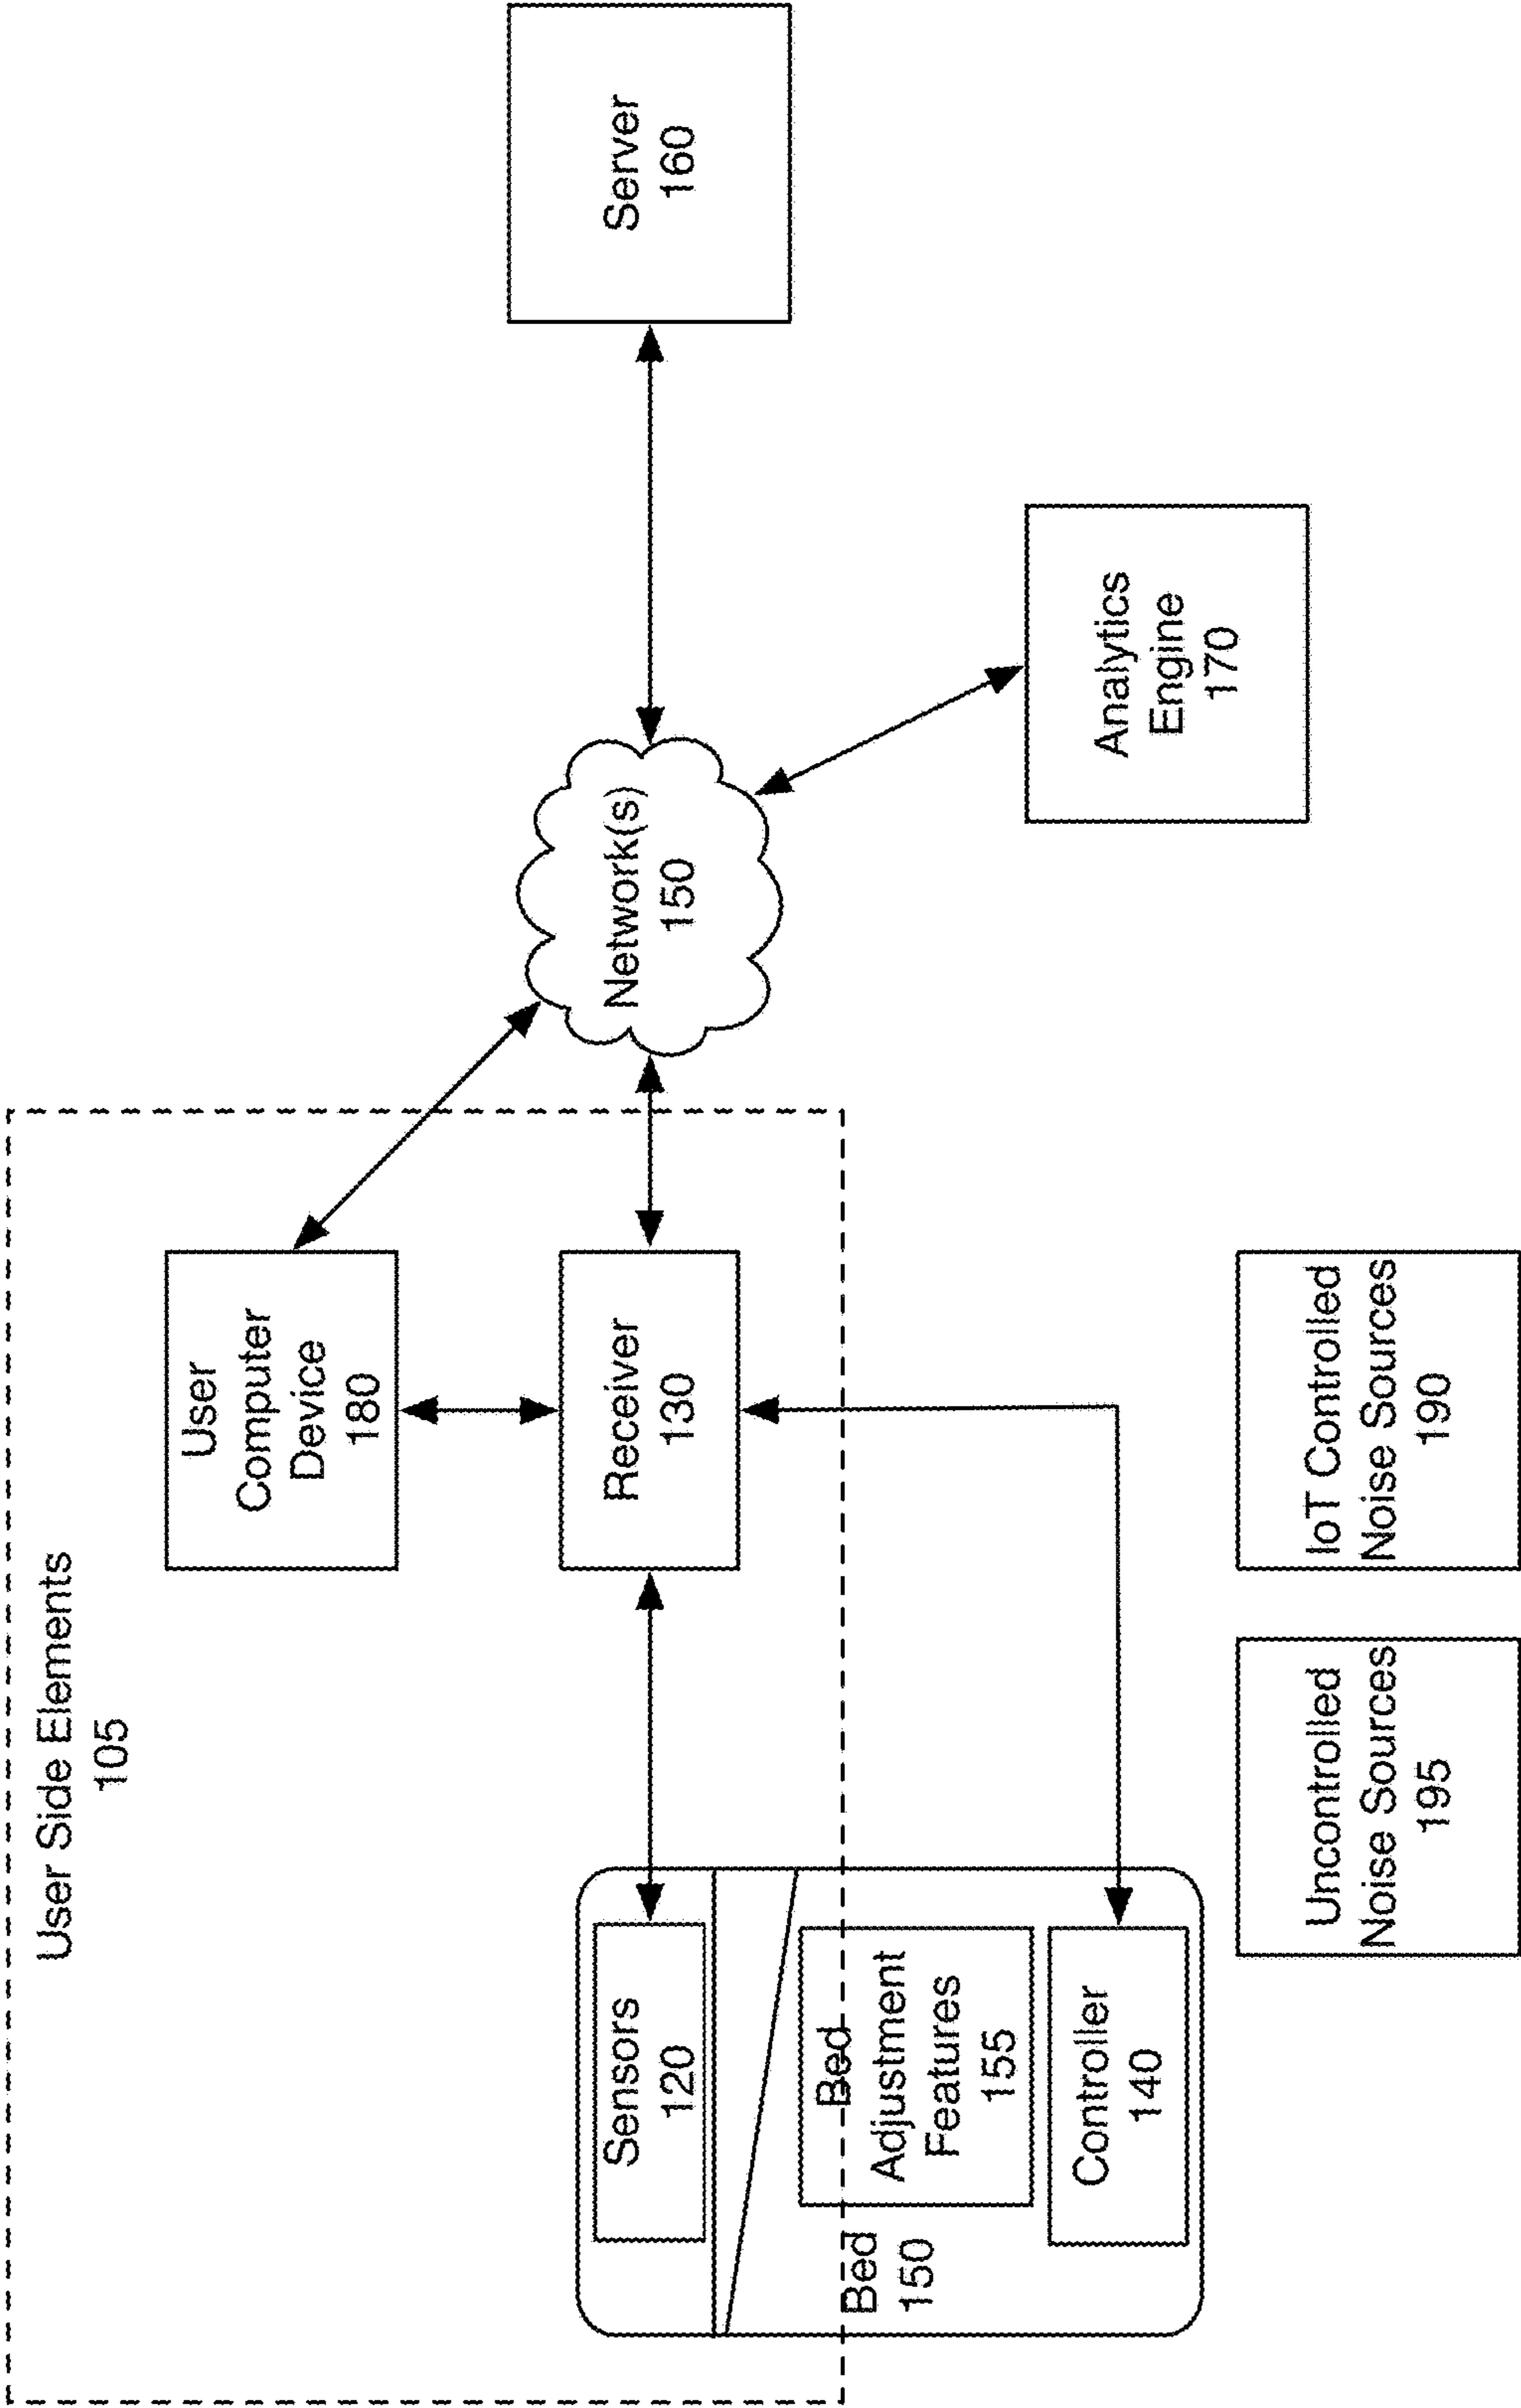 User Side Elements
105
User
Computer
Device
180
Sensors
120
Receiver
130
Network(s)
150
Server
160
Bed
Adjustment
Features
155
Bed
150
Controller
140
Analytics
Engine
170
Uncontrolled
Noise Sources
195
IoT Controlled
Noise Sources
190